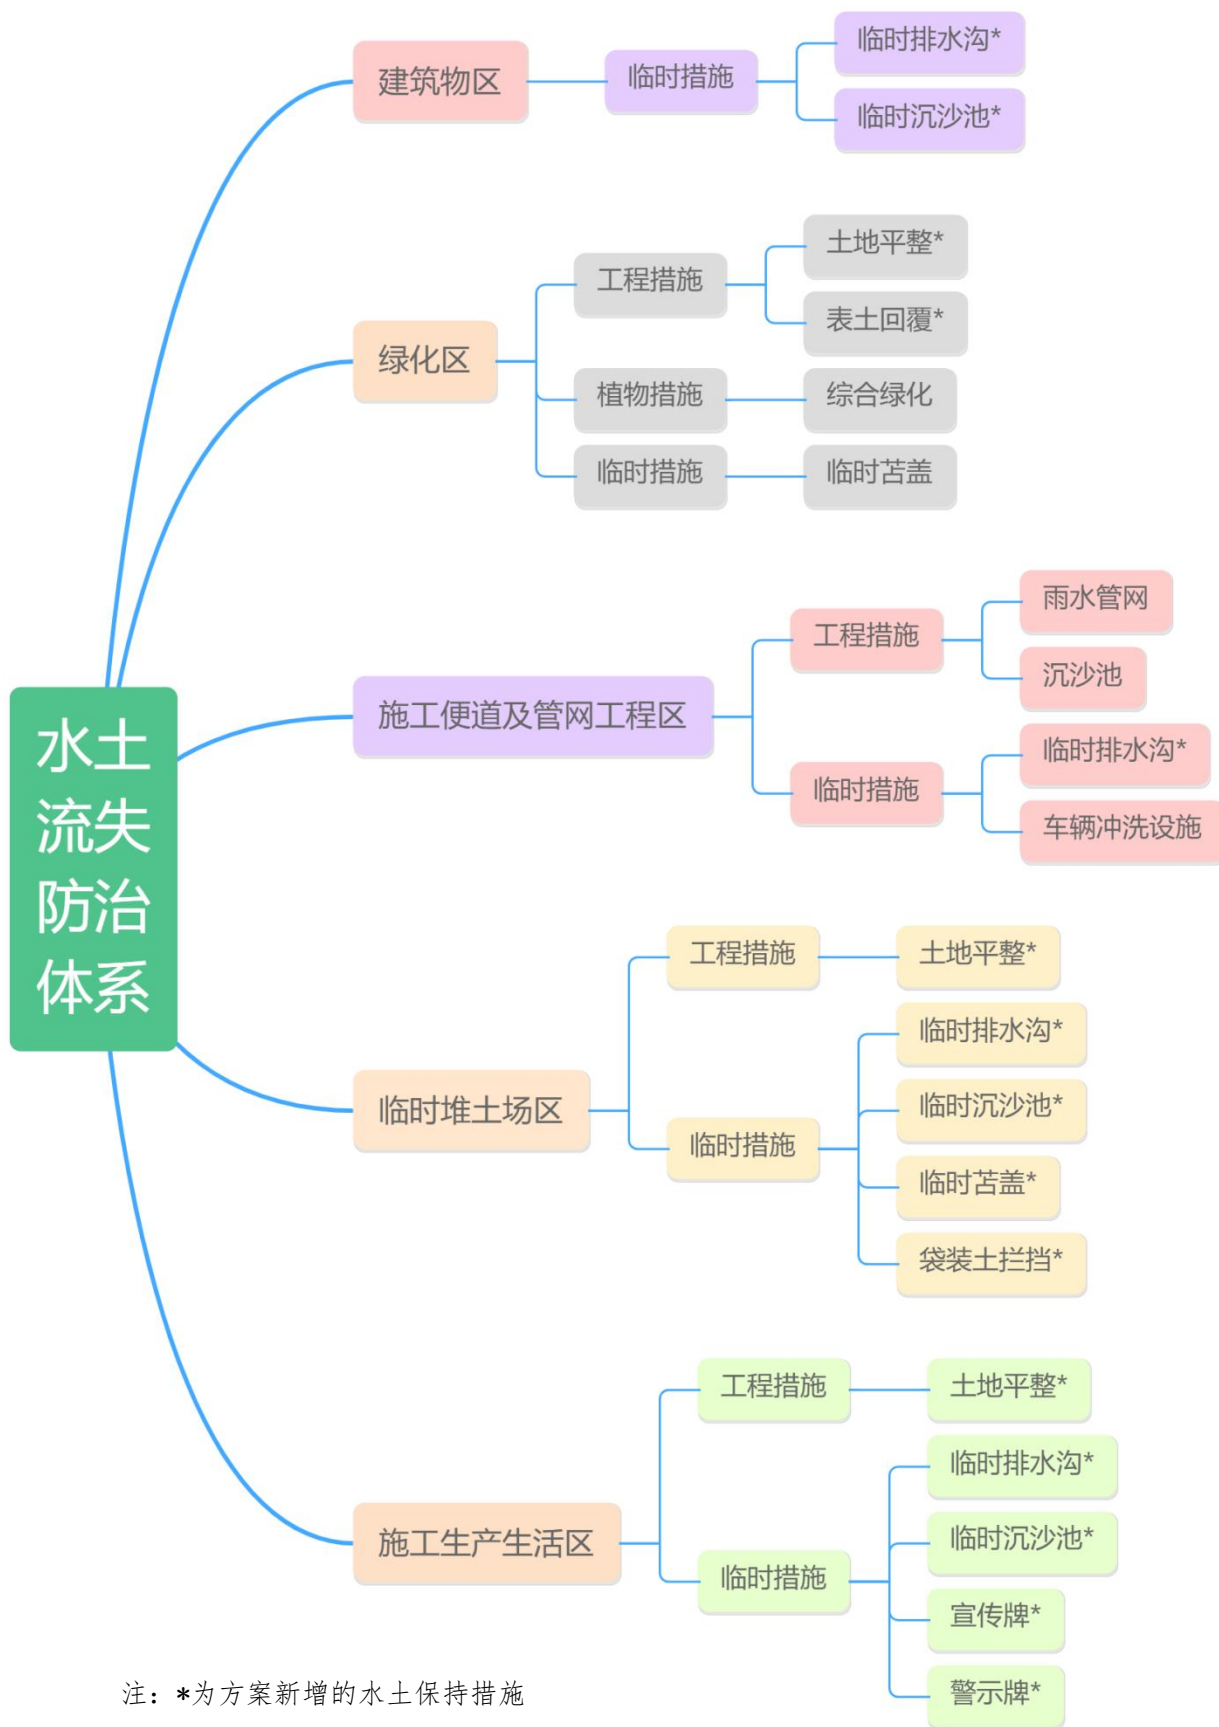 水土
流失
防治
体系
建筑物区
临时措施
临时排水沟*
临时沉沙池*
绿化区
工程措施
土地平整*
表土回覆*
植物措施
综合绿化
临时措施
临时苫盖
施工便道及管网工程区
工程措施
雨水管网
沉沙池
临时措施
临时排水沟*
车辆冲洗设施
临时堆土场区
工程措施
土地平整*
临时措施
临时排水沟*
临时沉沙池*
临时苫盖*
袋装土拦挡*
施工生产生活区
工程措施
土地平整*
临时措施
临时排水沟*
临时沉沙池*
宣传牌*
警示牌*
注：*为方案新增的水土保持措施